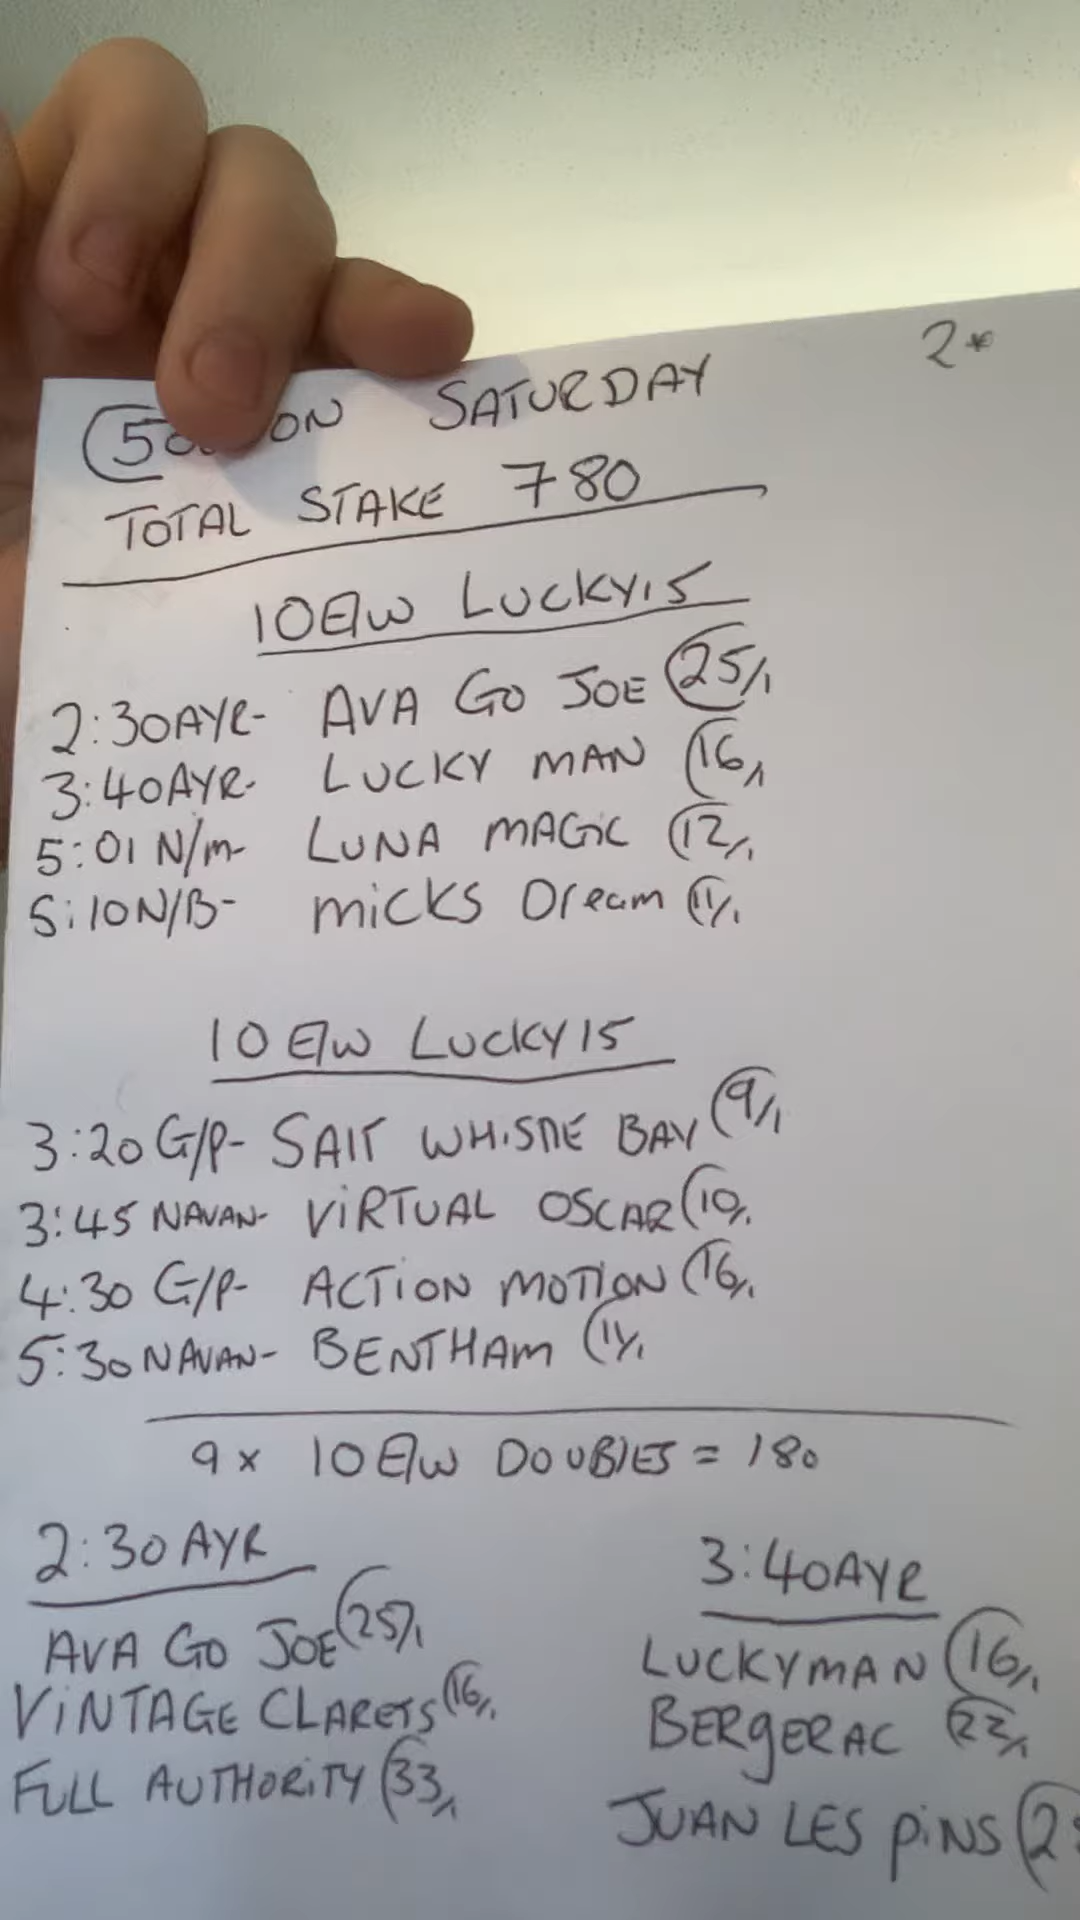 2*
ON SATURDAY
TOTAL STAKE 780
10E/W LUCKY15
2:30AYR- AVA GO JOE 25/1
3:40AYR- LUCKY MAN 16/1
5:01 N/m- LUNA MAGIC 12/1
5:10N/B- micks Dream 11/1
10 E/W LUCKY15
3:20 G/P- SALT WHiSTLE BAY 9/1
3:45 NAVAN- ViRTUAL OSCAR 10/1
4:30 G/P- ACTION MOTION 16/1
5:30 NAVAN- BENTHAM 11/1
9 x 10 E/W DOUBlES = 180
2:30 AYR
AVA GO JOE 25/1
ViNTAGE CLARETS 16/1
FULL AUTHORiTY 33/1
3:40AYR
LUCKYMAN 16/1
BERgERAC 22/1
JUAN LES PiNS